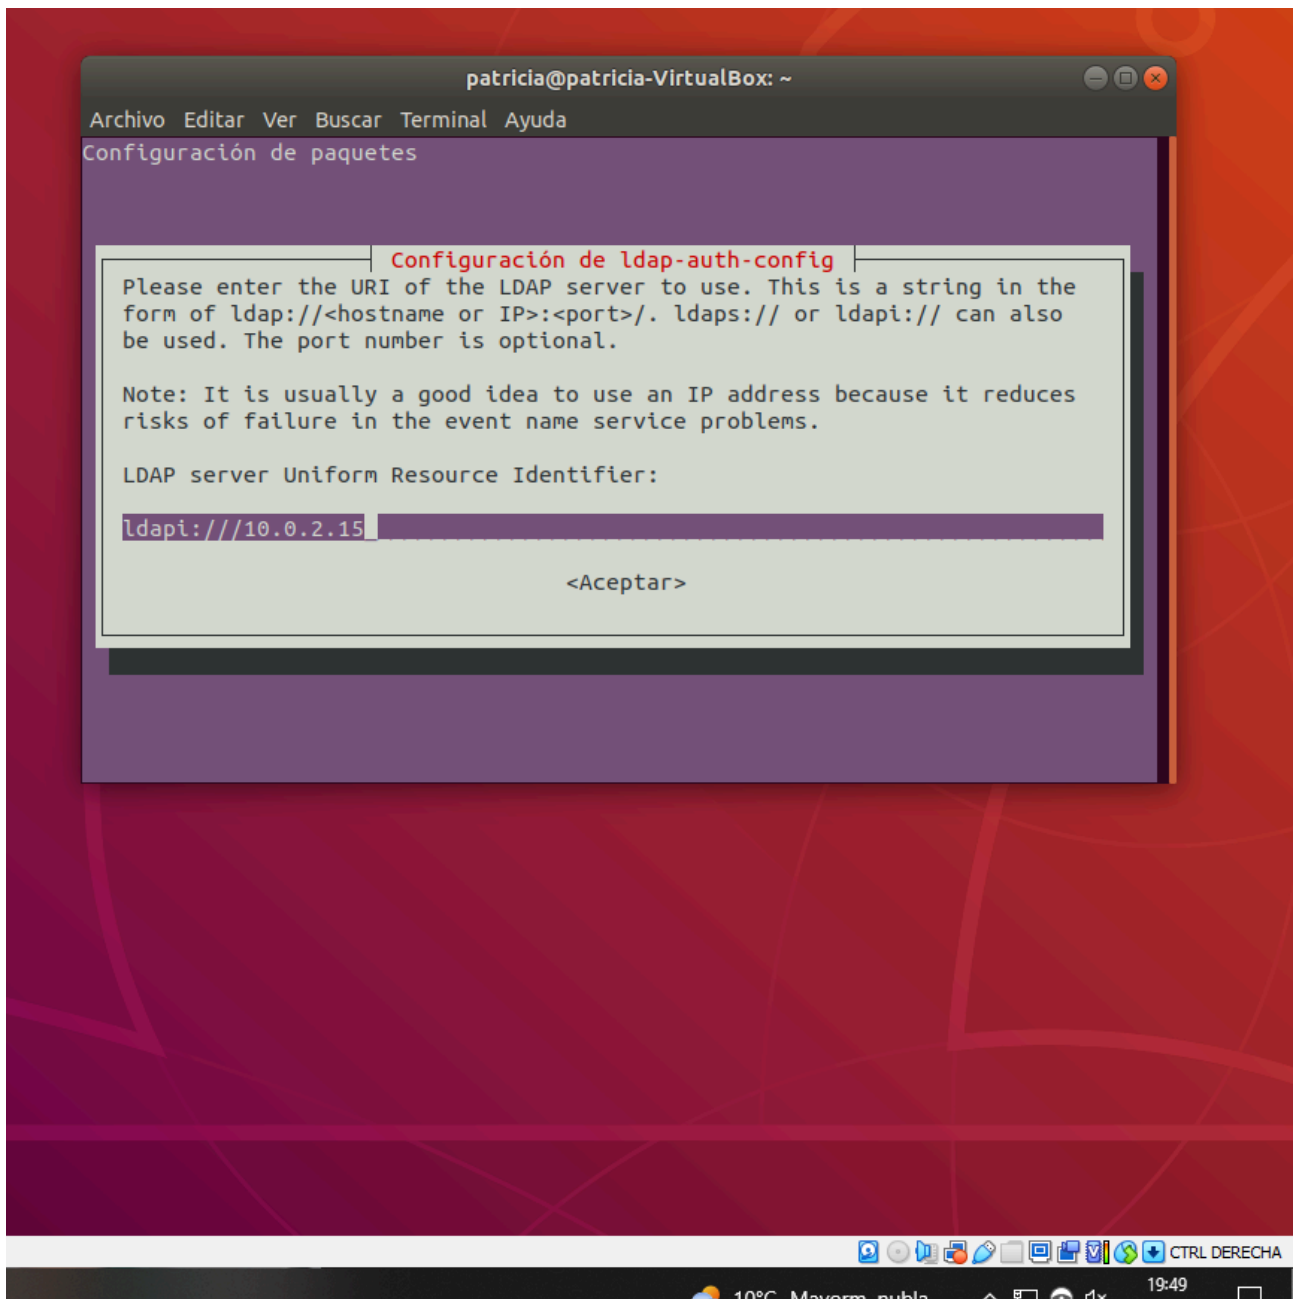 patricia@patricia-VirtualBox: ~
Archivo Editar Ver Buscar Terminal Ayuda
Configuración de paquetes
Configuración de ldap-auth-config
Please enter the URI of the LDAP server to use. This is a string in the
form of ldap://<hostname or IP>:<port>/. ldaps:// or ldapi:// can also
be used. The port number is optional.
Note: It is usually a good idea to use an IP address because it reduces
risks of failure in the event name service problems.
LDAP server Uniform Resource Identifier:
ldapi:///10.0.2.15
<Aceptar>
CTRL DERECHA
19:49
10°C Mayorm. nubla...